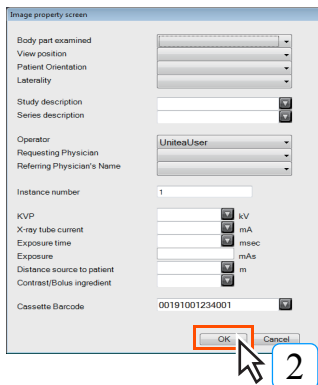 Image property screen
Body part examined
View position
Patient Orientation
Laterality
Study description
Series description
Operator UniteaUser
Requesting Physician
Referring Physician's Name
Instance number 1
KVP kV
X-ray tube current mA
Exposure time msec
Exposure mAs
Distance source to patient m
Contrast/Bolus ingredient
Cassette Barcode 00191001234001
OK Cancel
2